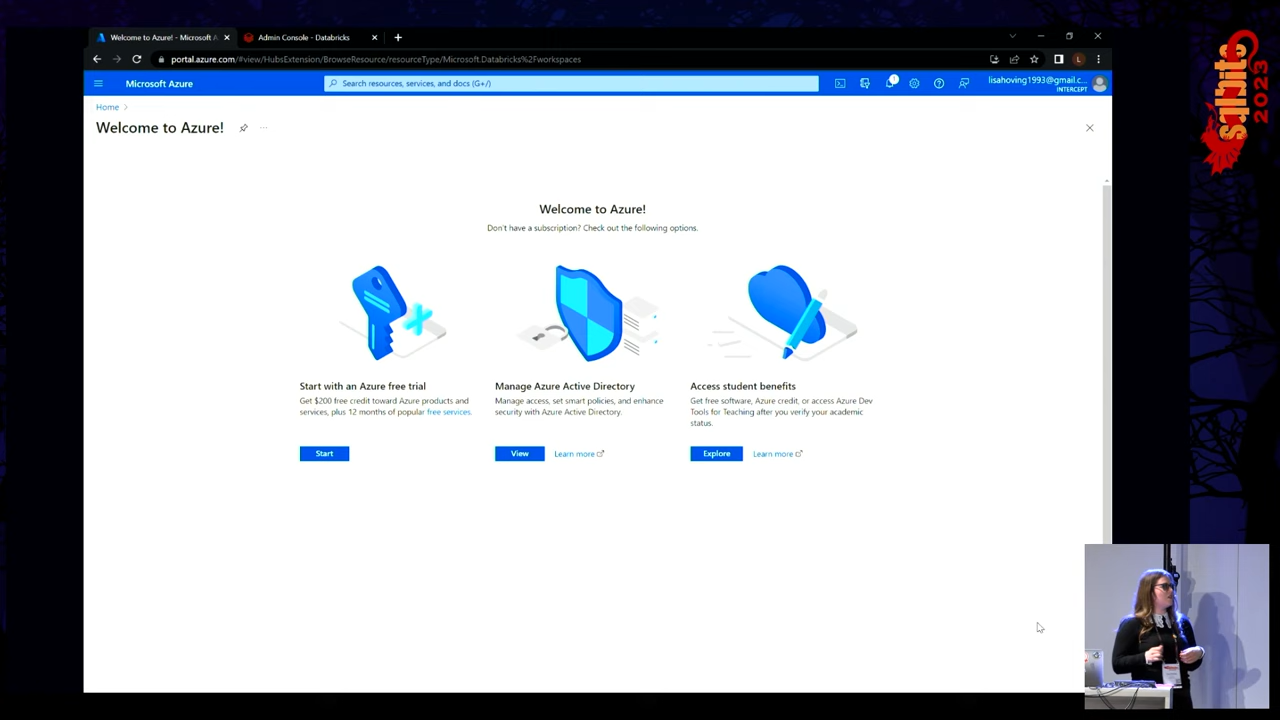 Welcome to Azure! - Microsoft A
Admin Console - Databricks
portal.azure.com/#view/HubsExtension/BrowseResource/resourceType/Microsoft.Databricks%2Fworkspaces
Microsoft Azure
Search resources, services, and docs (G+/)
1
lisahoving1993@gmail.c...
INTERCEPT
L
Home
Welcome to Azure!
Welcome to Azure!
Don't have a subscription? Check out the following options.
Start with an Azure free trial
Get $200 free credit toward Azure products and
services, plus 12 months of popular free services.
Start
Manage Azure Active Directory
Manage access, set smart policies, and enhance
security with Azure Active Directory.
View
Learn more
Access student benefits
Get free software, Azure credit, or access Azure Dev
Tools for Teaching after you verify your academic
status.
Explore
Learn more
sqlbits
2023